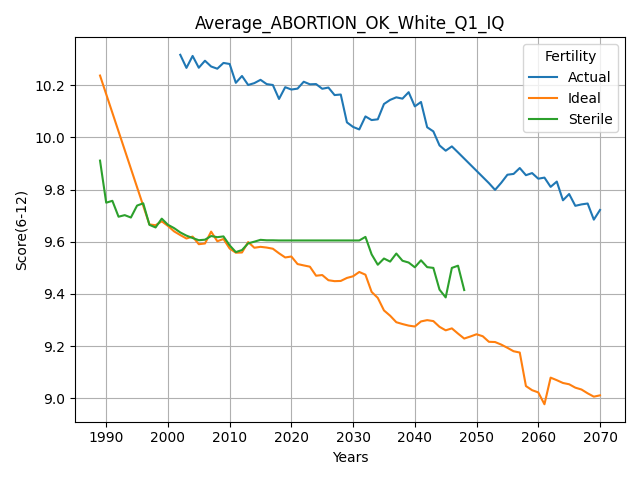 Average_ABORTION_OK_White_Q1_IQ
Fertility
Actual
Ideal
Sterile
Score(6-12)
10.2
10.0
9.8
9.6
9.4
9.2
9.0
1990 2000 2010 2020 2030 2040 2050 2060 2070
Years